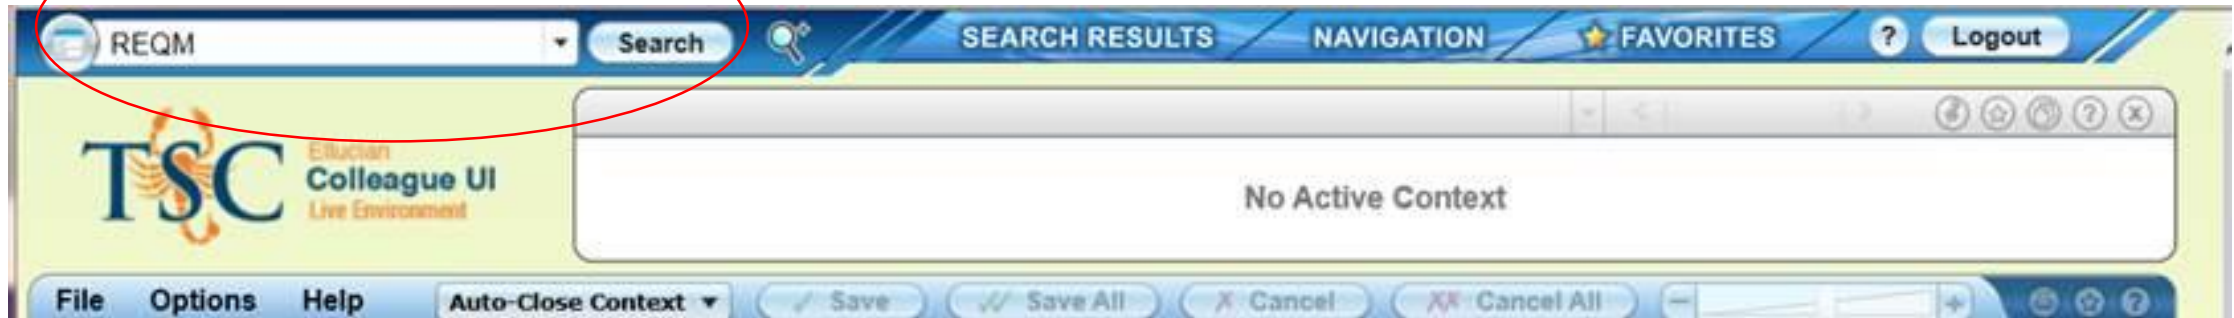 REQM Search SEARCH RESULTS NAVIGATION FAVORITES ? Logout
TSC
Ellucian
Colleague UI
Live Environment
No Active Context
File Options Help Auto-Close Context Save Save All Cancel Cancel All